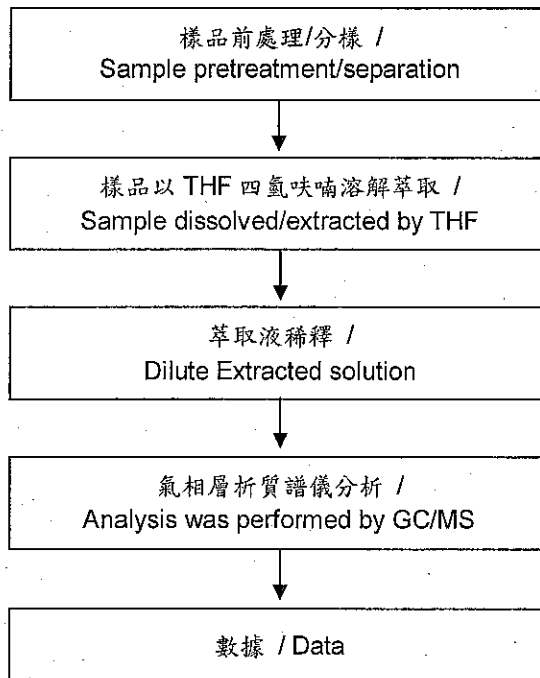 樣品前處理/分樣 /
Sample pretreatment/separation
樣品以 THF 四氫呋喃溶解萃取 /
Sample dissolved/extracted by THF
萃取液稀釋 /
Dilute Extracted solution
氣相層析質譜儀分析 /
Analysis was performed by GC/MS
數據 / Data